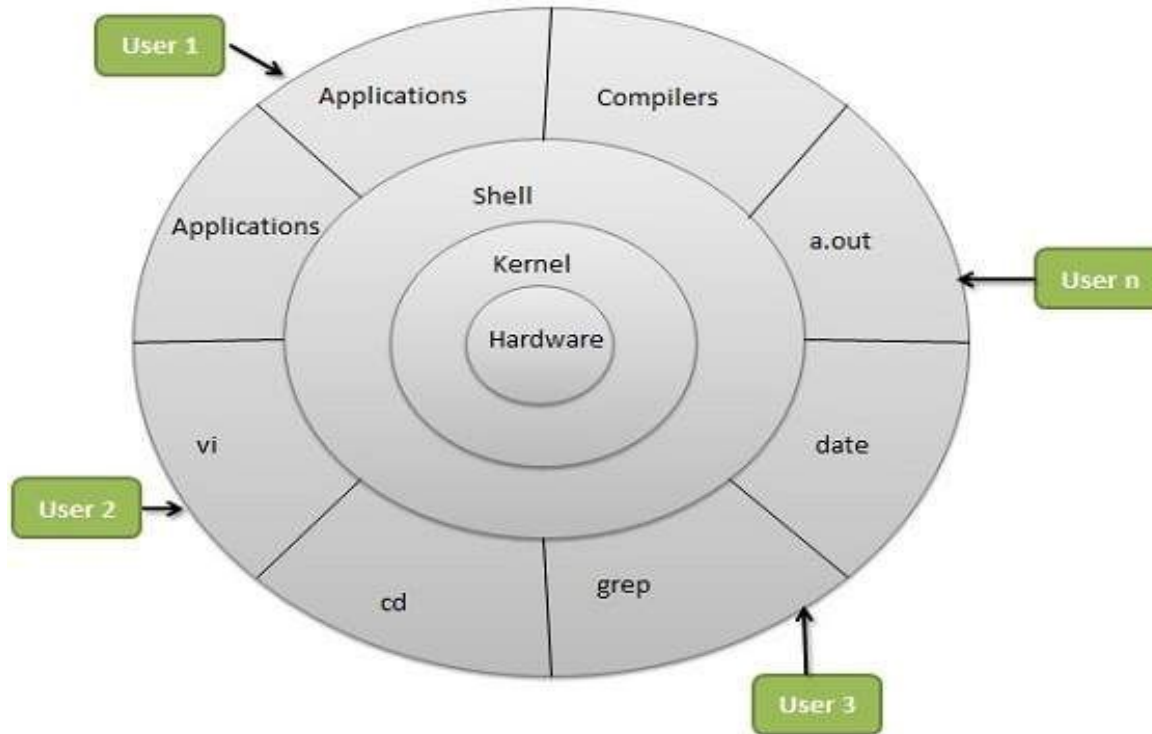 User 1
Applications
Compilers
Shell
Applications
a.out
Kernel
User n
Hardware
vi
date
User 2
cd
grep
User 3